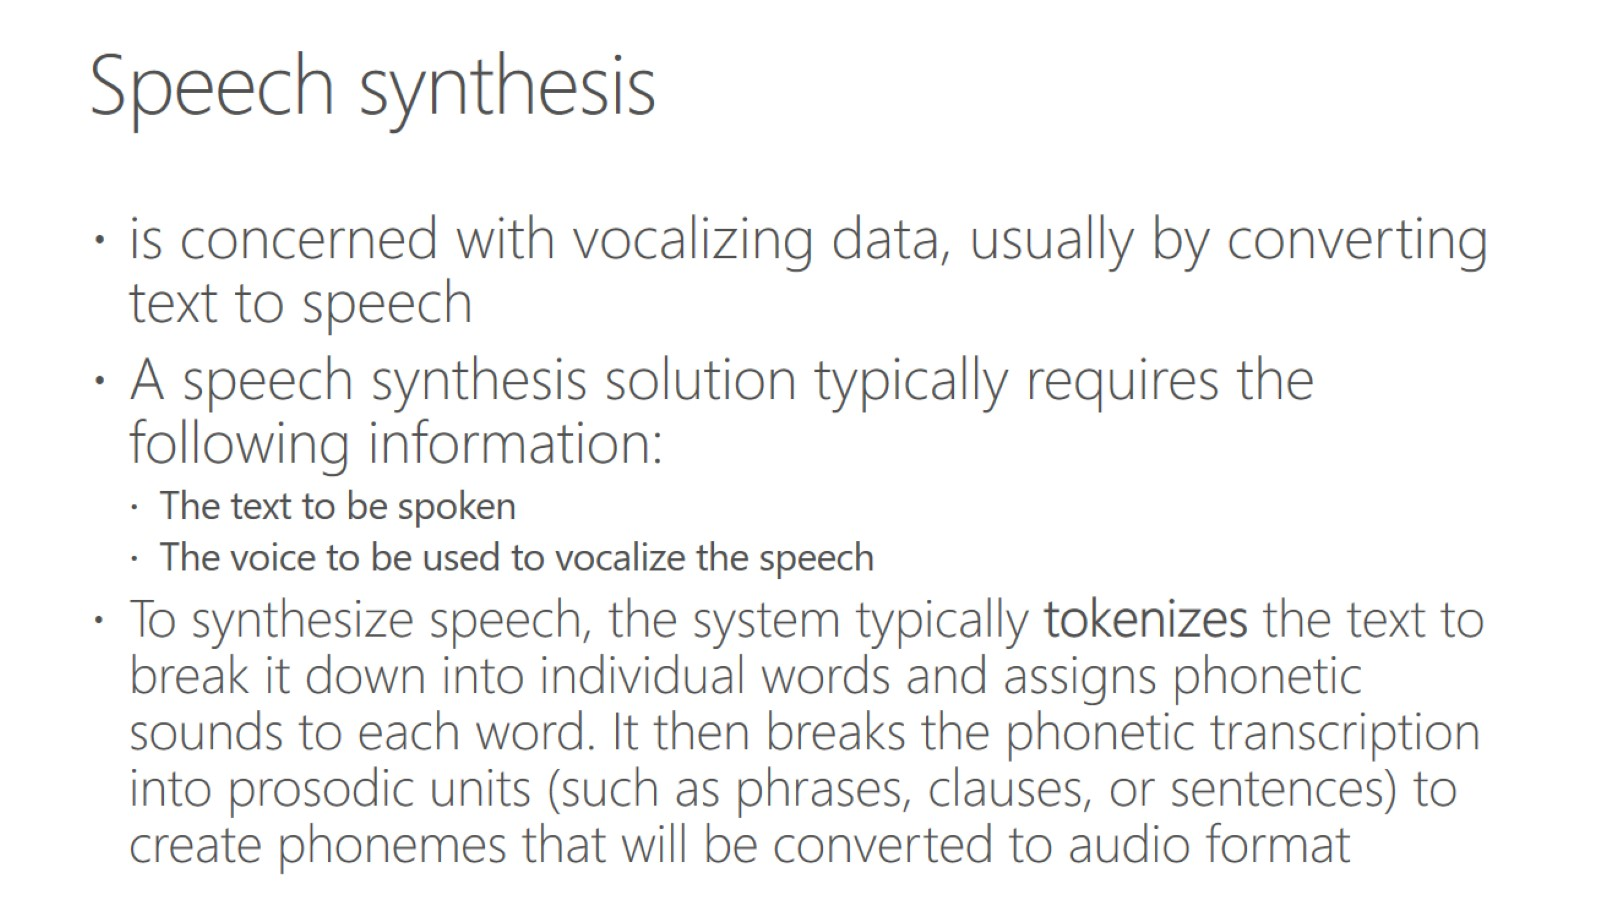 Speech synthesis
• is concerned with vocalizing data, usually by converting
text to speech
• A speech synthesis solution typically requires the
following information:
• The text to be spoken
• The voice to be used to vocalize the speech
• To synthesize speech, the system typically tokenizes the text to
break it down into individual words and assigns phonetic
sounds to each word. It then breaks the phonetic transcription
into prosodic units (such as phrases, clauses, or sentences) to
create phonemes that will be converted to audio format